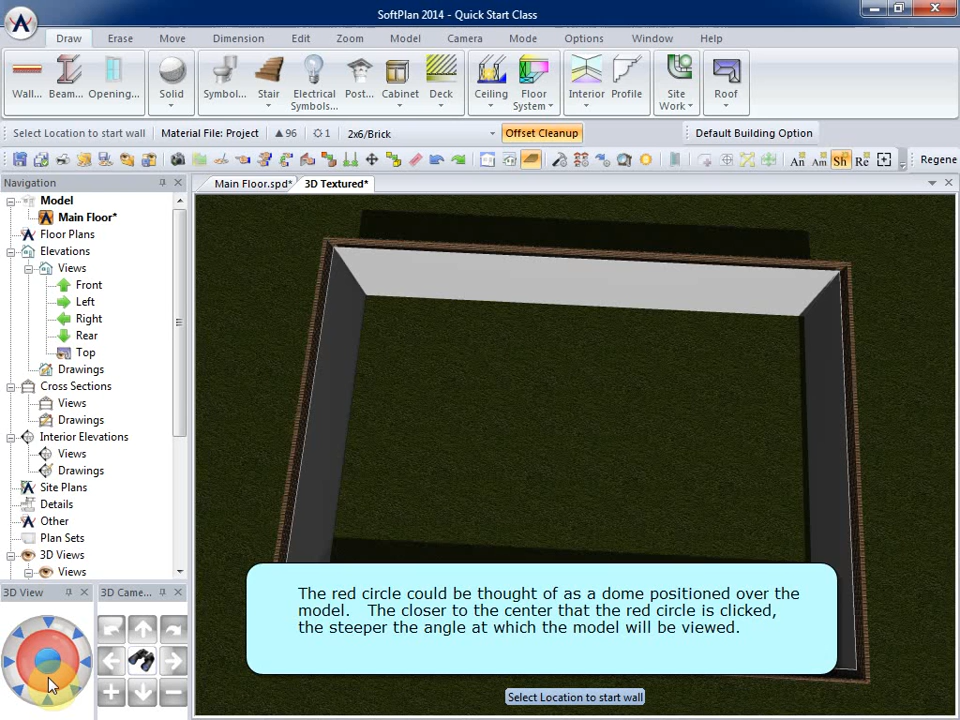 SoftPlan 2014 - Quick Start Class
Draw Erase Move Dimension Edit Zoom Model Camera Mode Options Window Help
Wall... Beam... Opening... Solid Symbol... Stair Electrical Symbols... Post... Cabinet Deck Ceiling Floor System Interior Profile Site Work Roof
Select Location to start wall Material File: Project 96 1 2x6/Brick Offset Cleanup Default Building Option
An Am Sh Re Regene
Navigation
Main Floor.spd* 3D Textured*
Model
Main Floor*
Floor Plans
Elevations
Views
Front
Left
Right
Rear
Top
Drawings
Cross Sections
Views
Drawings
Interior Elevations
Views
Drawings
Site Plans
Details
Other
Plan Sets
3D Views
Views
3D View 3D Came...
The red circle could be thought of as a dome positioned over the
model. The closer to the center that the red circle is clicked,
the steeper the angle at which the model will be viewed.
Select Location to start wall